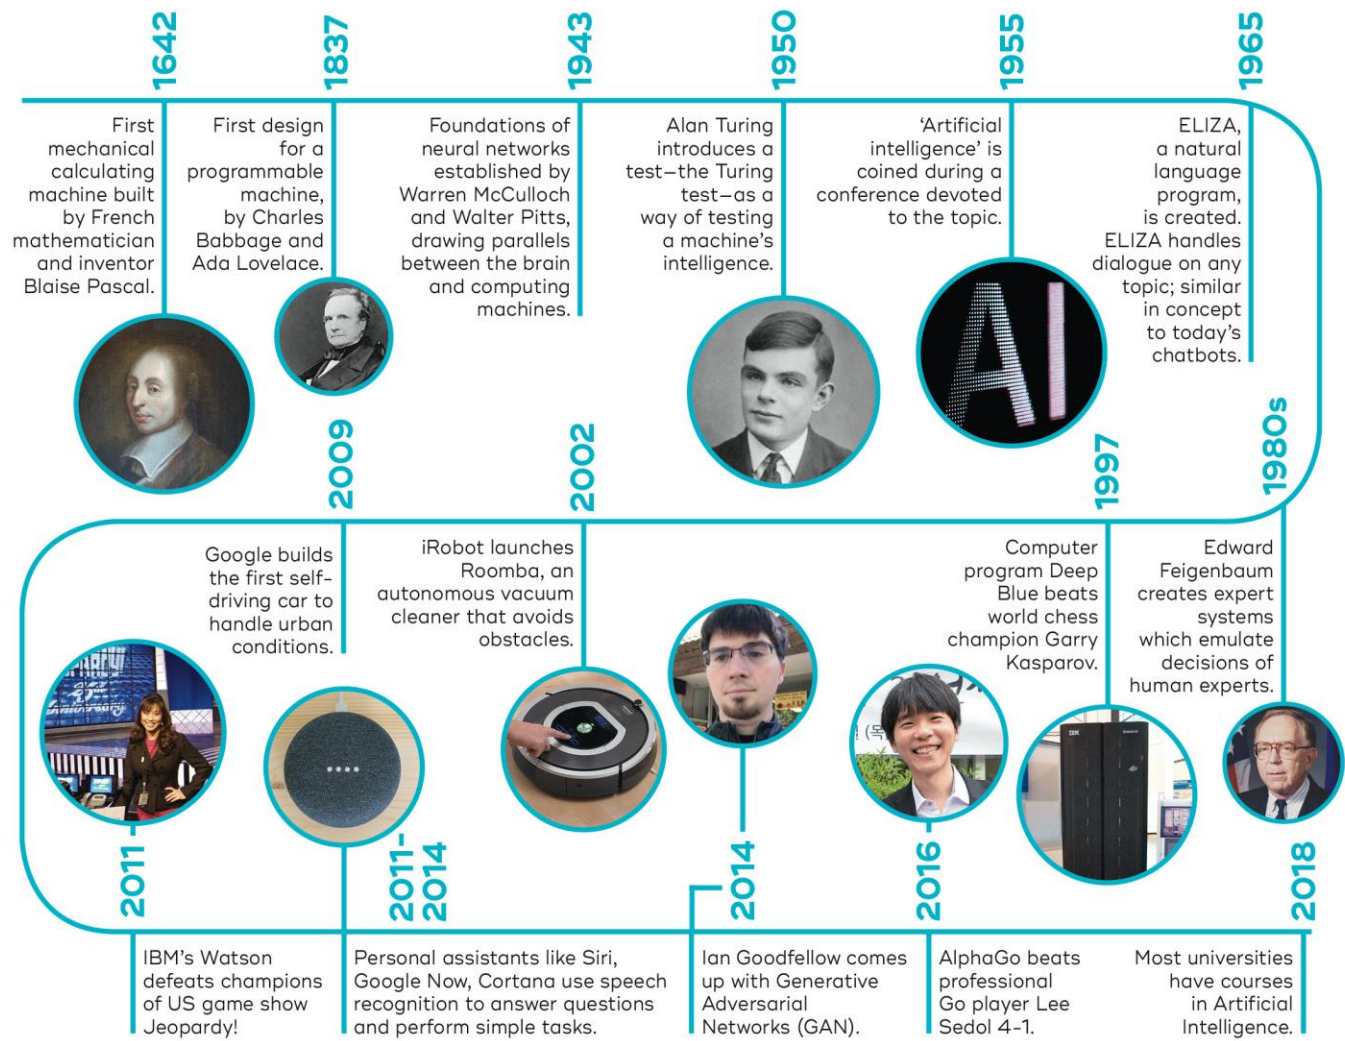 1642
First
mechanical
calculating
machine built
by French
mathematician
and inventor
Blaise Pascal.
1837
First design
for a
programmable
machine,
by Charles
Babbage and
Ada Lovelace.
1943
Foundations of
neural networks
established by
Warren McCulloch
and Walter Pitts,
drawing parallels
between the brain
and computing
machines.
1950
Alan Turing
introduces a
test—the Turing
test—as a
way of testing
a machine’s
intelligence.
1955
‘Artificial
intelligence’ is
coined during a
conference devoted
to the topic.
AI
1965
ELIZA,
a natural
language
program,
is created.
ELIZA handles
dialogue on any
topic; similar
in concept
to today’s
chatbots.
1980s
Edward
Feigenbaum
creates expert
systems
which emulate
decisions of
human experts.
1997
Computer
program Deep
Blue beats
world chess
champion Garry
Kasparov.
IBM
2002
iRobot launches
Roomba, an
autonomous vacuum
cleaner that avoids
obstacles.
2009
Google builds
the first self-
driving car to
handle urban
conditions.
Anniversary
2011
IBM’s Watson
defeats champions
of US game show
Jeopardy!
2011-
2014
Personal assistants like Siri,
Google Now, Cortana use speech
recognition to answer questions
and perform simple tasks.
2014
Ian Goodfellow comes
up with Generative
Adversarial
Networks (GAN).
2016
AlphaGo beats
professional
Go player Lee
Sedol 4-1.
2018
Most universities
have courses
in Artificial
Intelligence.